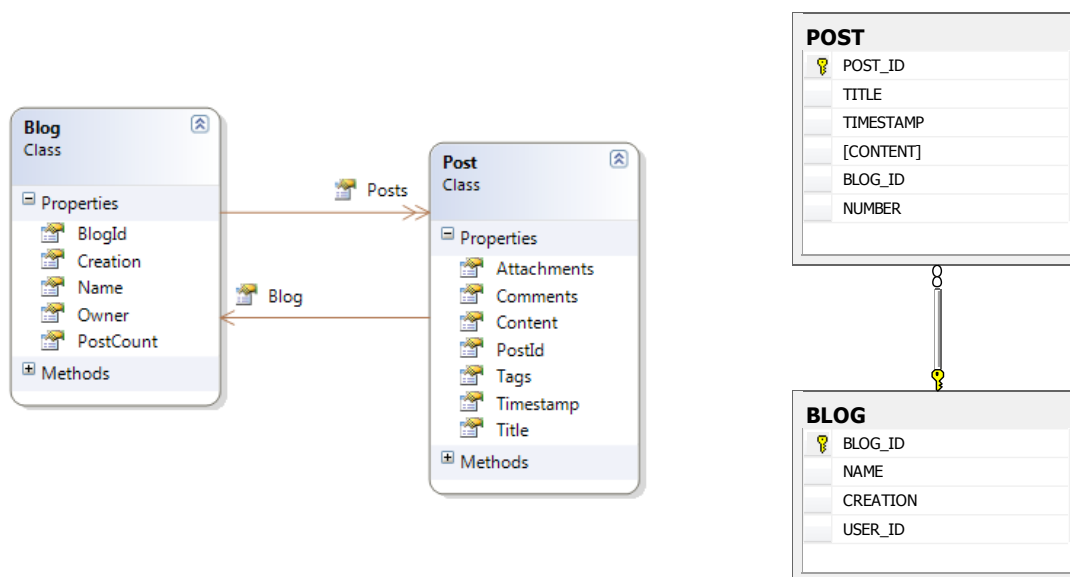 Blog
Class
Properties
BlogId
Creation
Name
Owner
PostCount
Methods
Posts
Blog
Post
Class
Properties
Attachments
Comments
Content
PostId
Tags
Timestamp
Title
Methods
POST
POST_ID
TITLE
TIMESTAMP
[CONTENT]
BLOG_ID
NUMBER
BLOG
BLOG_ID
NAME
CREATION
USER_ID